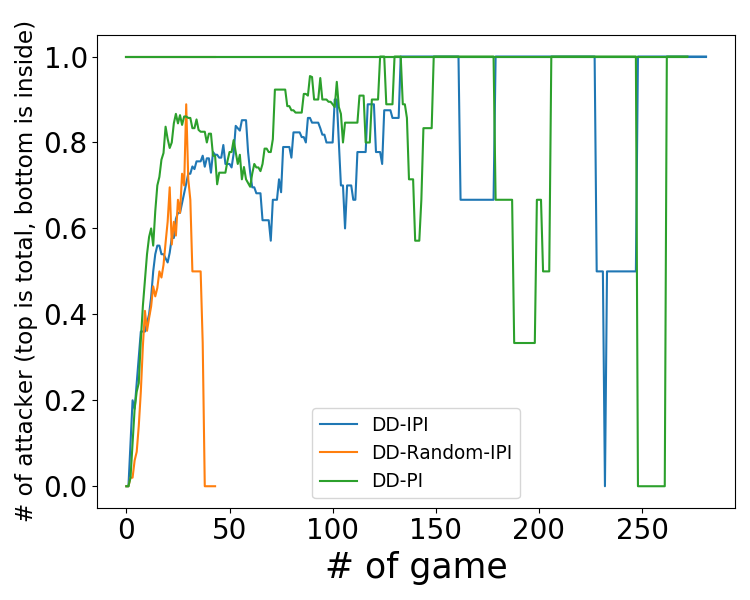 # of attacker (top is total, bottom is inside)
1.0
0.8
0.6
0.4
0.2
0.0
DD-IPI
DD-Random-IPI
DD-PI
0 50 100 150 200 250
# of game